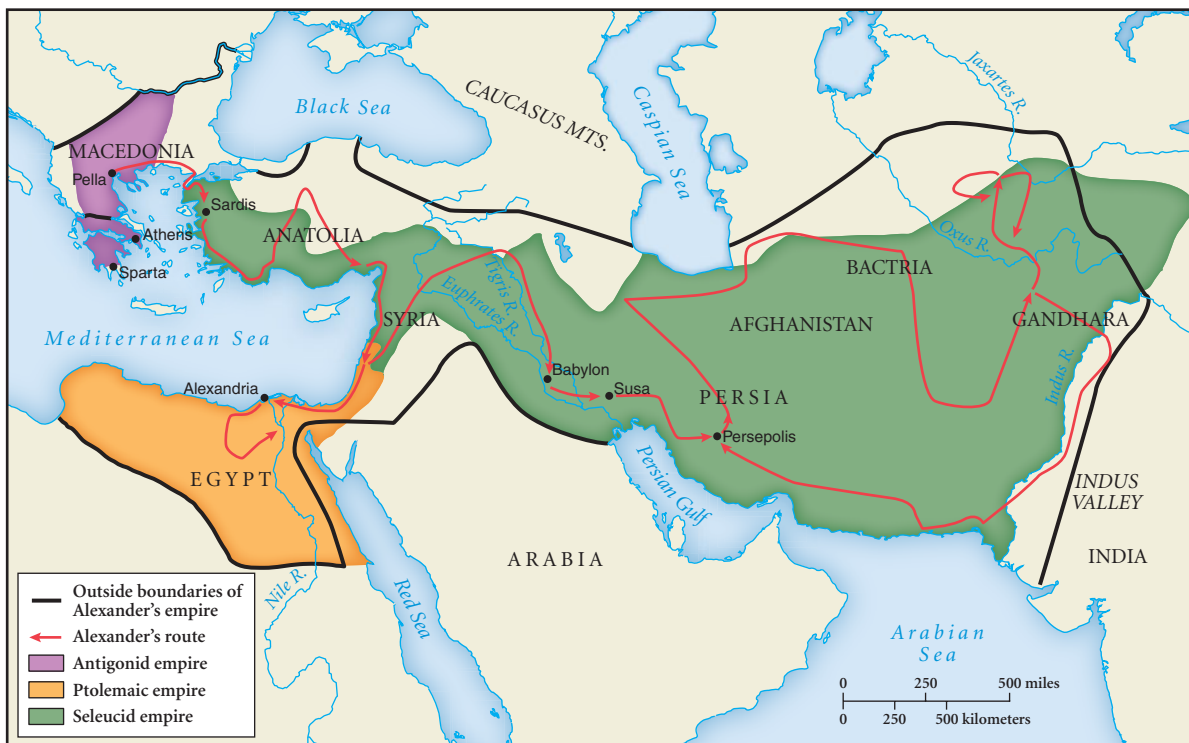 Black Sea
CAUCASUS MTS.
Caspian Sea
Jaxartes R.
MACEDONIA
Pella
Sardis
Athens
Sparta
ANATOLIA
Oxus R.
BACTRIA
Tigris R.
Euphrates R.
SYRIA
AFGHANISTAN
GANDHARA
Mediterranean Sea
Indus R.
Babylon
Susa
PERSIA
Alexandria
Persepolis
EGYPT
Persian Gulf
INDUS
VALLEY
ARABIA
INDIA
Nile R.
Red Sea
Arabian
Sea
Outside boundaries of
Alexander’s empire
Alexander’s route
Antigonid empire
Ptolemaic empire
Seleucid empire
0 250 500 miles
0 250 500 kilometers